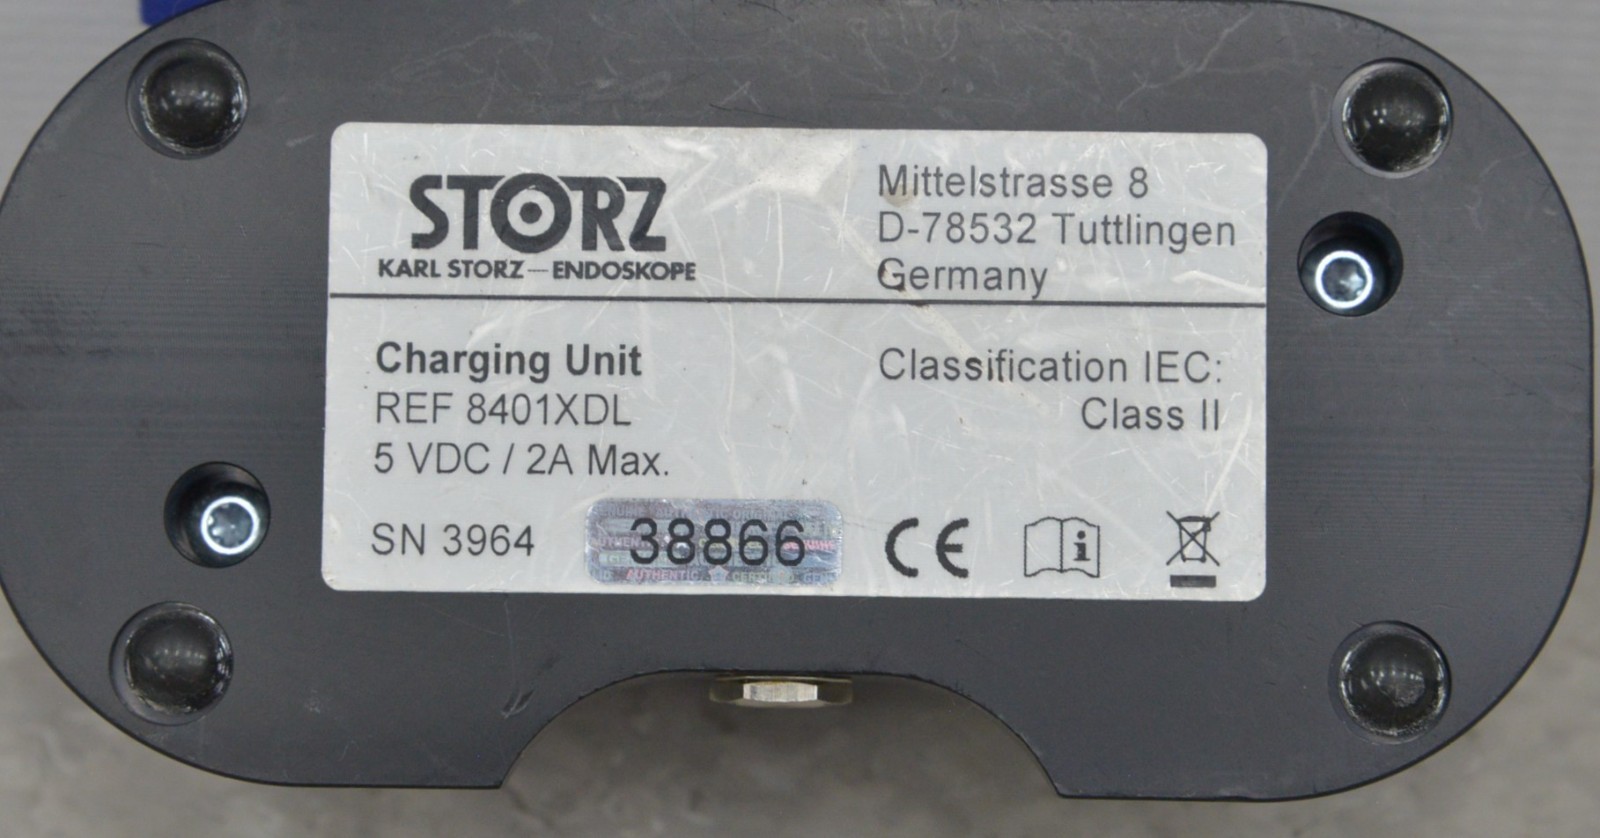 STORZ
KARL STORZ — ENDOSKOPE
Mittelstrasse 8
D-78532 Tuttlingen
Germany
Charging Unit
REF 8401XDL
5 VDC / 2A Max.
Classification IEC:
Class II
SN 3964
38866
AUTHENTIC
CE
i